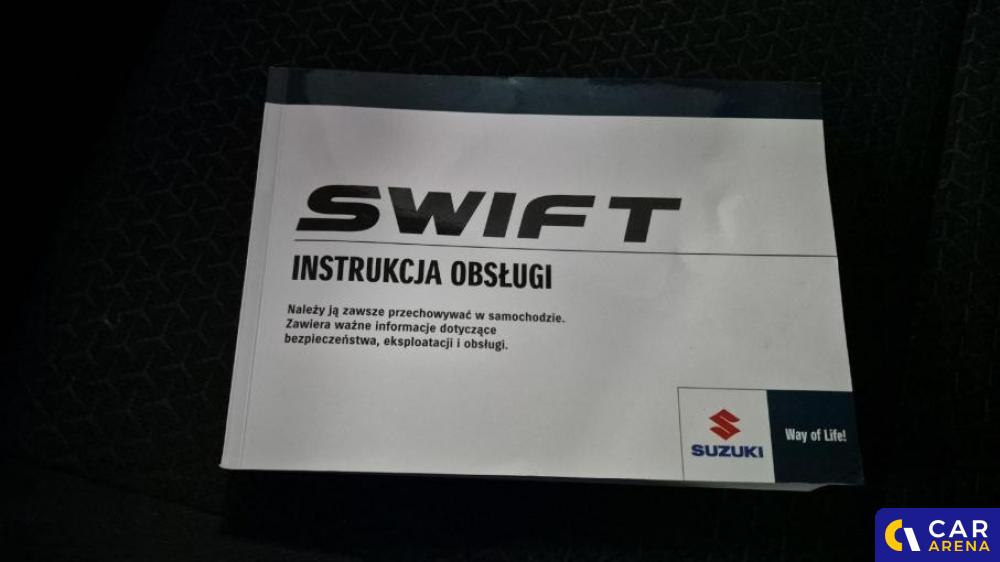 SWIFT
INSTRUKCJA OBSŁUGI
Należy ją zawsze przechowywać w samochodzie.
Zawiera ważne informacje dotyczące
bezpieczeństwa, eksploatacji i obsługi.
SUZUKI
Way of Life!
CAR
ARENA